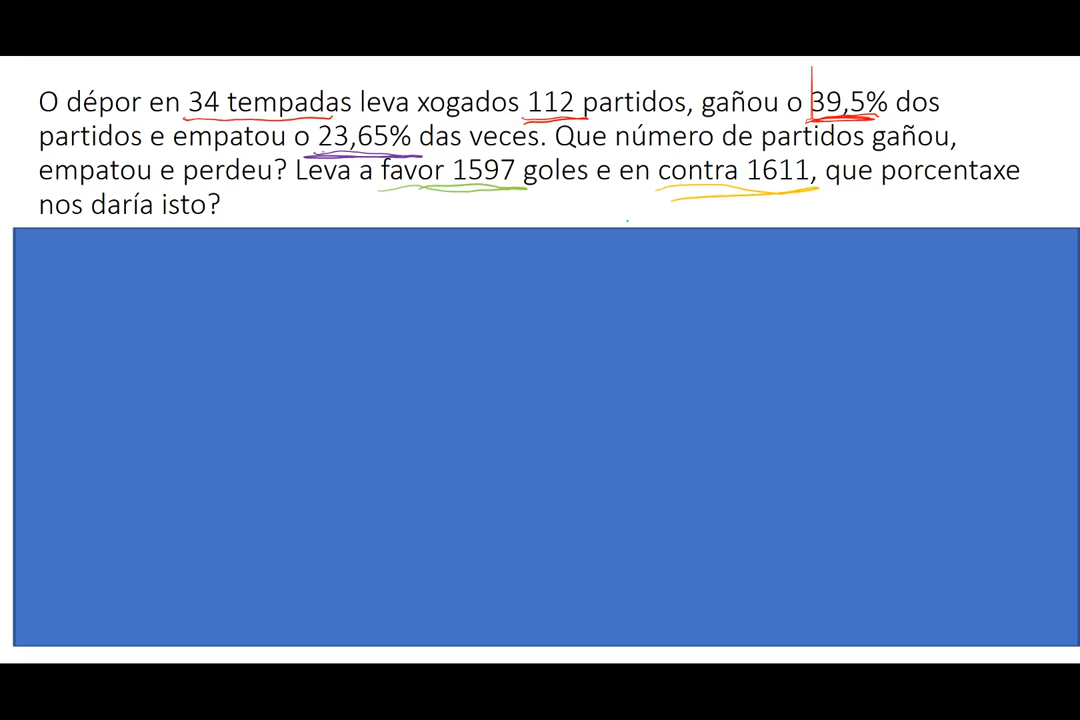 O dépor en 34 tempadas leva xogados 112 partidos, gañou o 39,5% dos
partidos e empatou o 23,65% das veces. Que número de partidos gañou,
empatou e perdeu? Leva a favor 1597 goles e en contra 1611, que porcentaxe
nos daría isto?